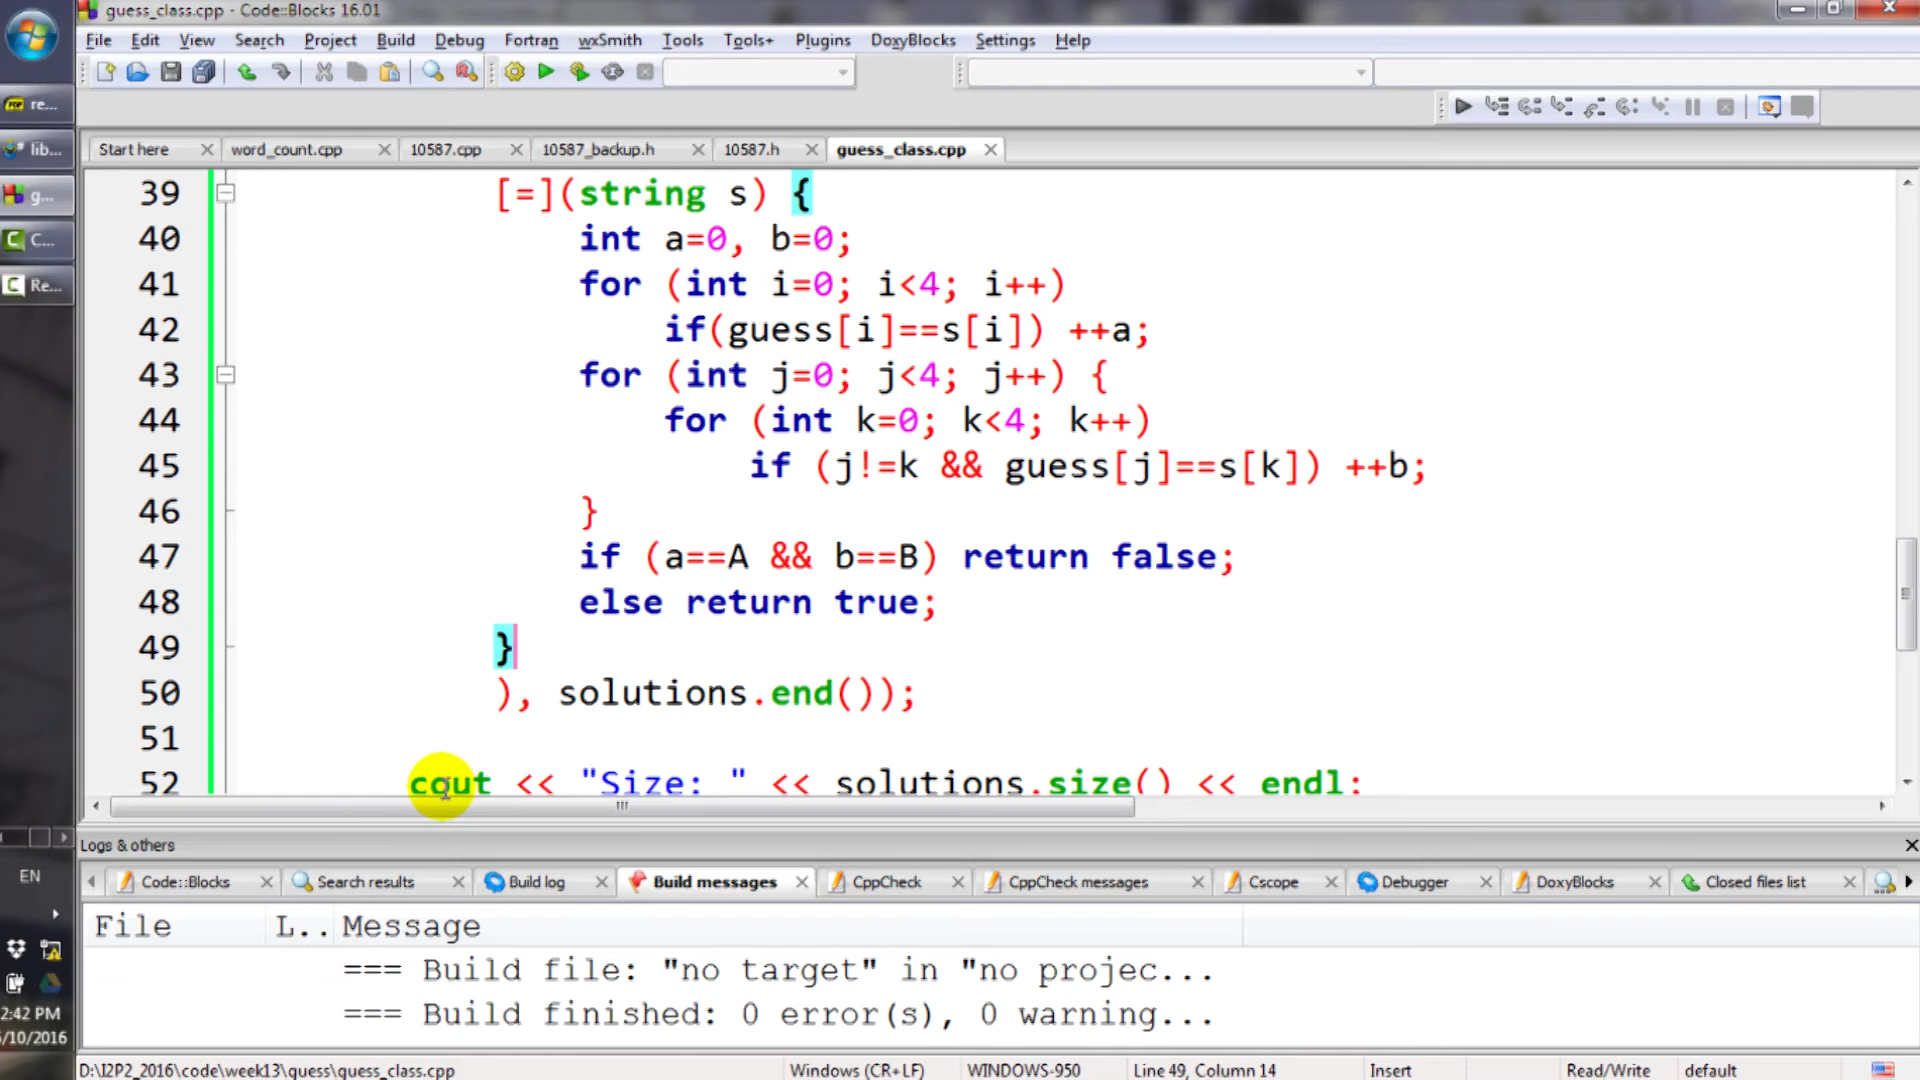 guess_class.cpp - Code::Blocks 16.01
File Edit View Search Project Build Debug Fortran wxSmith Tools Tools+ Plugins DoxyBlocks Settings Help
re...
lib...
g...
C...
Re...
Start here word_count.cpp 10587.cpp 10587_backup.h 10587.h guess_class.cpp
39 [=](string s) {
40 int a=0, b=0;
41 for (int i=0; i<4; i++)
42 if(guess[i]==s[i]) ++a;
43 for (int j=0; j<4; j++) {
44 for (int k=0; k<4; k++)
45 if (j!=k && guess[j]==s[k]) ++b;
46 }
47 if (a==A && b==B) return false;
48 else return true;
49 }
50 ), solutions.end());
51
52 cout << "Size: " << solutions.size() << endl;
Logs & others
EN
Code::Blocks Search results Build log Build messages CppCheck CppCheck messages Cscope Debugger DoxyBlocks Closed files list
File L.. Message
=== Build file: "no target" in "no projec...
=== Build finished: 0 error(s), 0 warning...
2:42 PM
/10/2016
D:\I2P2_2016\code\week13\guess\guess_class.cpp Windows (CR+LF) WINDOWS-950 Line 49, Column 14 Insert Read/Write default